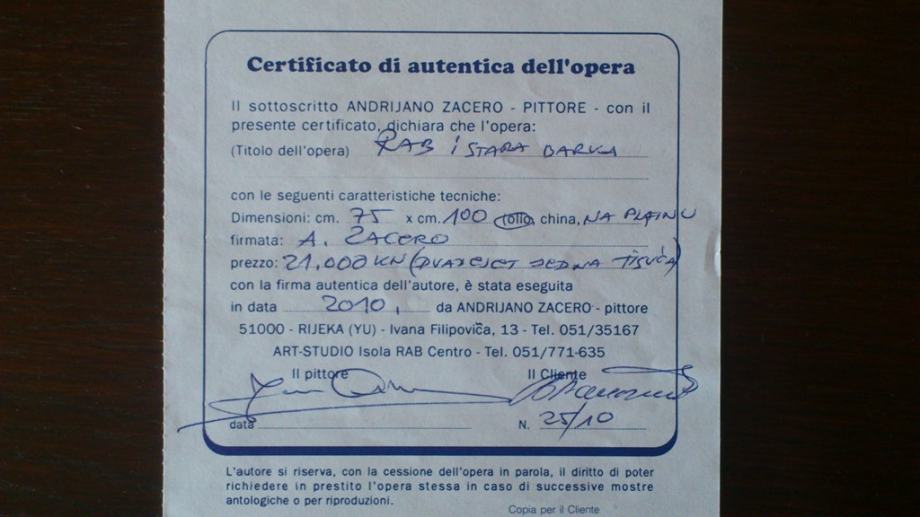 Certificato di autentica dell'opera
Il sottoscritto ANDRIJANO ZACERO - PITTORE - con il
presente certificato, dichiara che l'opera:
(Titolo dell'opera) RAB i STARA BARKA
con le seguenti caratteristiche tecniche:
Dimensioni: cm. 75 x cm. 100 china, NA PLATNU
firmata: A. ZACERO
prezzo: 21,000 KN (DVADESET JEDNA TISUĆA)
con la firma autentica dell'autore, è stata eseguita
in data 2010, da ANDRIJANO ZACERO - pittore
51000 - RIJEKA (YU) - Ivana Filipovića, 13 - Tel. 051/35167
ART-STUDIO Isola RAB Centro - Tel. 051/771-635
Il pittore Il Cliente
data N. 25/10
L'autore si riserva, con la cessione dell'opera in parola, il diritto di poter
richiedere in prestito l'opera stessa in caso di successive mostre
antologiche o per riproduzioni.
Copia per il Cliente